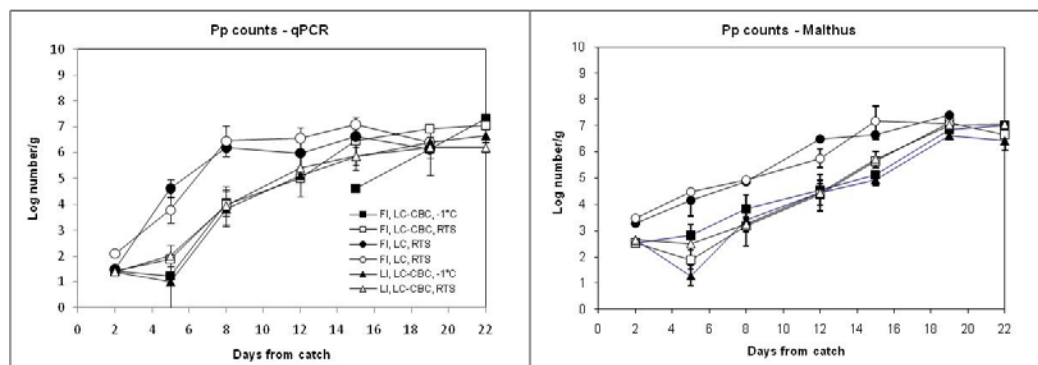 Pp counts - qPCR
Log number/g
10
9
8
7
6
5
4
3
2
1
0
0 2 4 6 8 10 12 14 16 18 20 22
Days from catch
FI, LC-CBC, -1°C
FI, LC-CBC, RTS
FI, LC, RTS
FI, LC, RTS
LI, LC-CBC, -1°C
LI, LC-CBC, RTS
Pp counts - Malthus
Log number/g
10
9
8
7
6
5
4
3
2
1
0
0 2 4 6 8 10 12 14 16 18 20 22
Days from catch